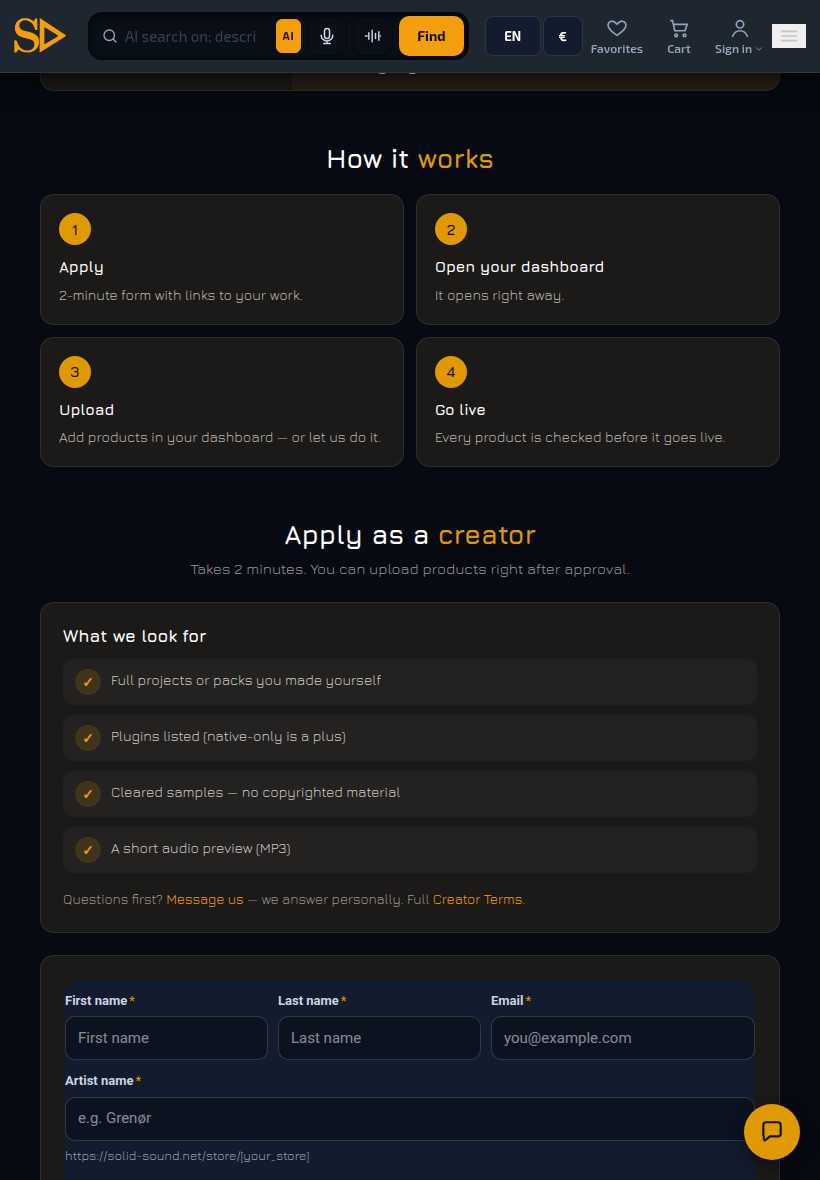 SD
AI search on: descri
AI
Find
EN
€
Favorites
Cart
Sign in
How it works
1
Apply
2-minute form with links to your work.
2
Open your dashboard
It opens right away.
3
Upload
Add products in your dashboard — or let us do it.
4
Go live
Every product is checked before it goes live.
Apply as a creator
Takes 2 minutes. You can upload products right after approval.
What we look for
✓ Full projects or packs you made yourself
✓ Plugins listed (native-only is a plus)
✓ Cleared samples — no copyrighted material
✓ A short audio preview (MP3)
Questions first? Message us — we answer personally. Full Creator Terms.
First name *
Last name *
Email *
First name
Last name
you@example.com
Artist name *
e.g. Grenør
https://solid-sound.net/store/[your_store]